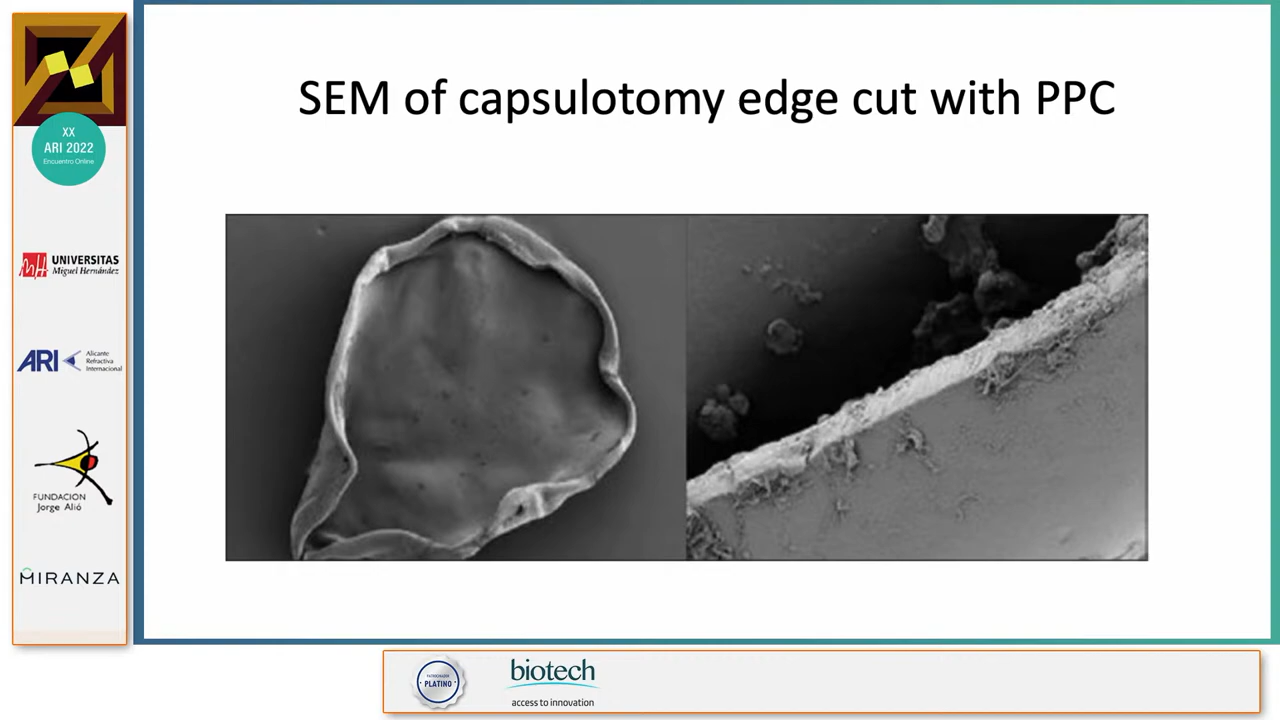 SEM of capsulotomy edge cut with PPC
XX
ARI 2022
Encuentro Online
UNIVERSITAS
Miguel Hernández
ARI
Alicante
Refractiva
Internacional
FUNDACION
Jorge Alió
MIRANZA
PATROCINADOR
PLATINO
biotech
access to innovation